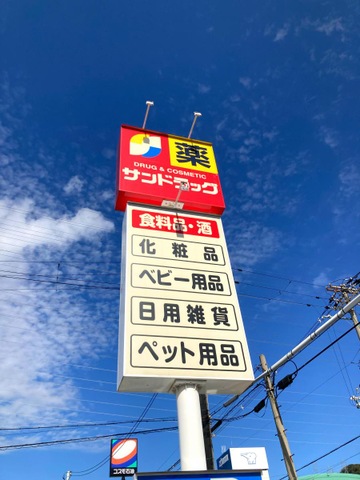 薬
DRUG & COSMETIC
サンドラッグ
食料品・酒
化粧品
ベビー用品
日用雑貨
ペット用品
コスモ石油